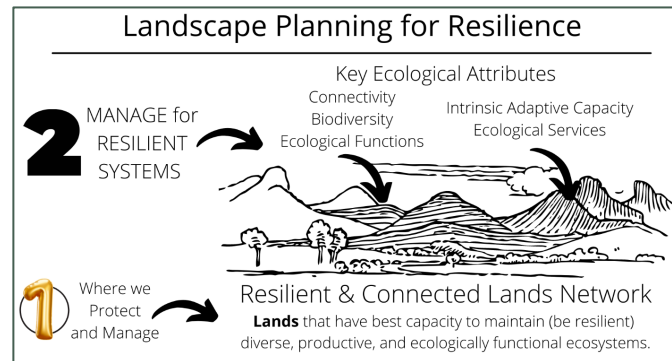 Landscape Planning for Resilience
Key Ecological Attributes
Connectivity
Biodiversity
Ecological Functions
Intrinsic Adaptive Capacity
Ecological Services
2
MANAGE for
RESILIENT
SYSTEMS
1
Where we
Protect
and Manage
Resilient & Connected Lands Network
Lands that have best capacity to maintain (be resilient)
diverse, productive, and ecologically functional ecosystems.